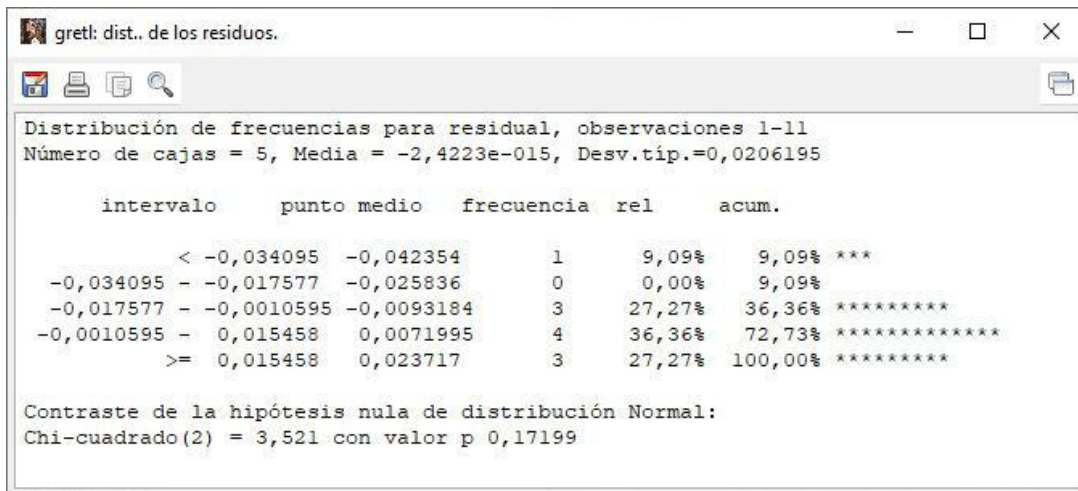 gretl: dist.. de los residuos.
Distribución de frecuencias para residual, observaciones 1-11
Número de cajas = 5, Media = -2,4223e-015, Desv.típ.=0,0206195
intervalo punto medio frecuencia rel acum.
< -0,034095 -0,042354 1 9,09% 9,09% ***
-0,034095 - -0,017577 -0,025836 0 0,00% 9,09%
-0,017577 - -0,0010595 -0,0093184 3 27,27% 36,36% *********
-0,0010595 - 0,015458 0,0071995 4 36,36% 72,73% *************
>= 0,015458 0,023717 3 27,27% 100,00% *********
Contraste de la hipótesis nula de distribución Normal:
Chi-cuadrado(2) = 3,521 con valor p 0,17199